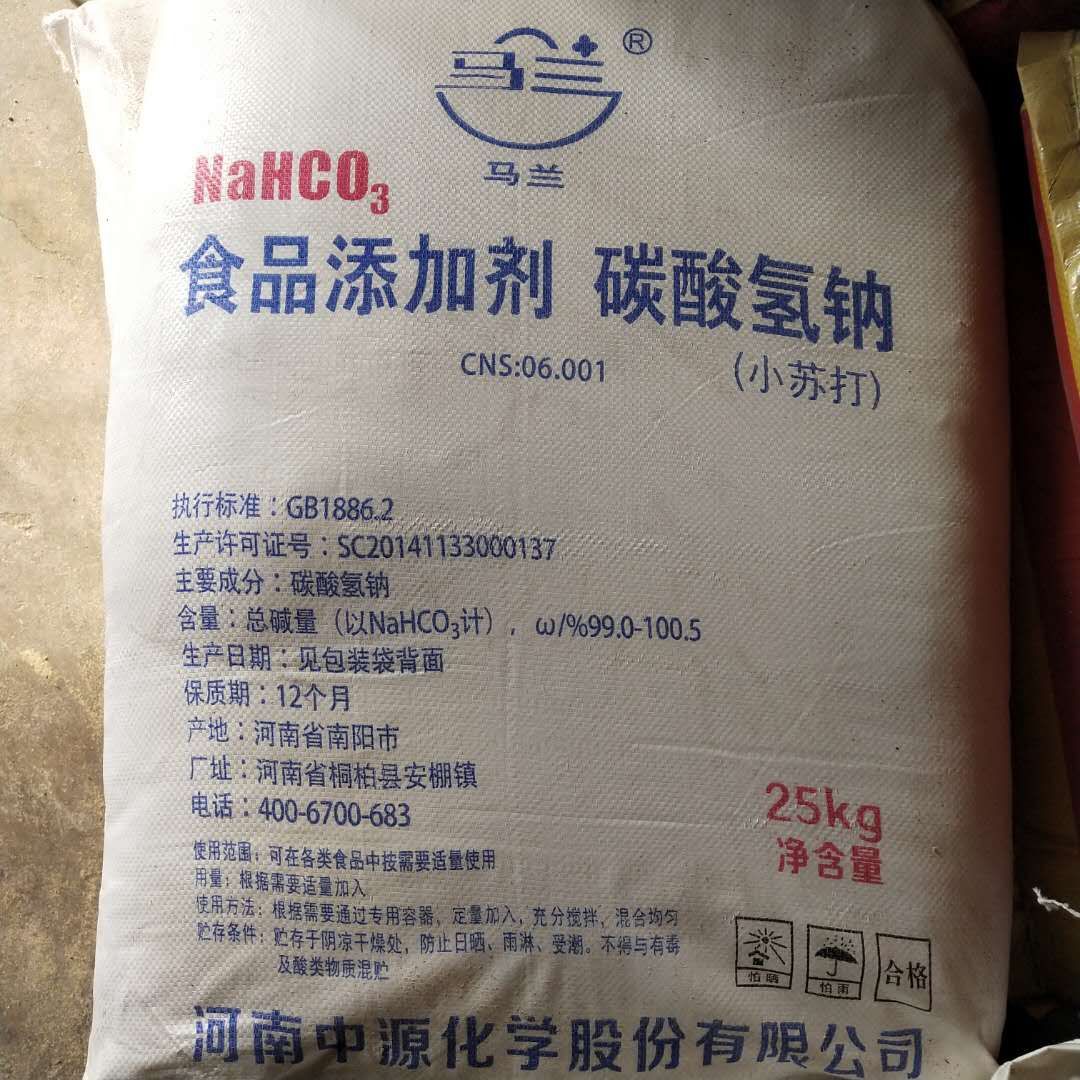 马兰®
马兰
NaHCO₃
食品添加剂 碳酸氢钠
CNS:06.001
(小苏打)
执行标准：GB1886.2
生产许可证号：SC20141133000137
主要成分：碳酸氢钠
含量：总碱量（以NaHCO₃计），ω/%99.0-100.5
生产日期：见包装袋背面
保质期：12个月
产地：河南省南阳市
厂址：河南省桐柏县安棚镇
电话：400-6700-683
25kg
净含量
使用范围：可在各类食品中按需要适量使用
用量：根据需要适量加入
使用方法：根据需要通过专用容器，定量加入，充分搅拌，混合均匀
贮存条件：贮存于阴凉干燥处，防止日晒、雨淋、受潮。不得与有毒
及酸类物质混贮
怕晒
怕雨
合格
河南中源化学股份有限公司